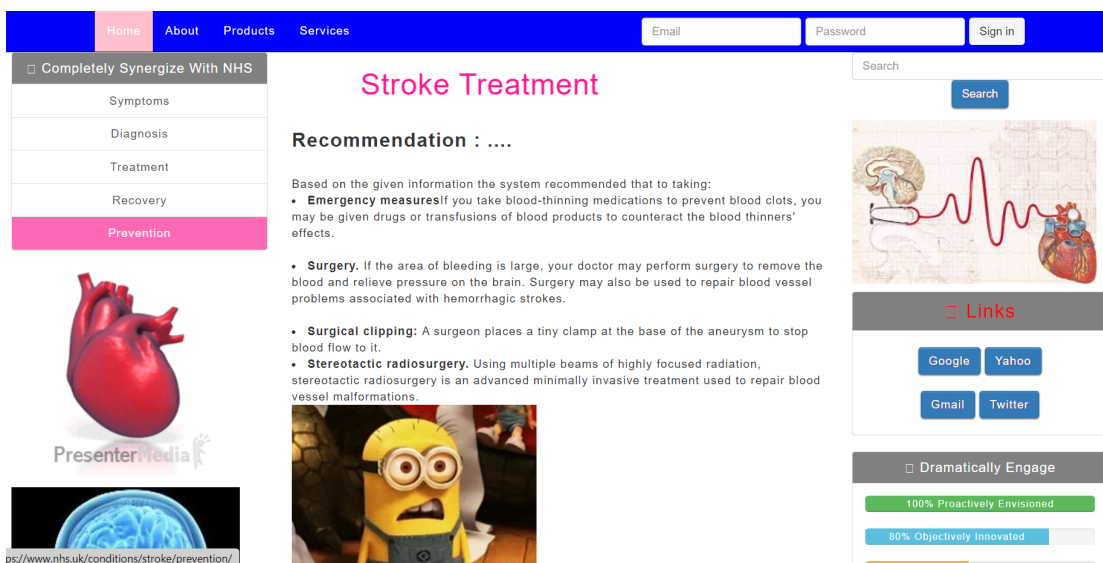 Home About Products Services Email Password Sign in
Completely Synergize With NHS
Symptoms
Diagnosis
Treatment
Recovery
Prevention
PresenterMedia
ps://www.nhs.uk/conditions/stroke/prevention/
Stroke Treatment
Recommendation : ....
Based on the given information the system recommended that to taking:
• Emergency measuresIf you take blood-thinning medications to prevent blood clots, you
may be given drugs or transfusions of blood products to counteract the blood thinners'
effects.
• Surgery. If the area of bleeding is large, your doctor may perform surgery to remove the
blood and relieve pressure on the brain. Surgery may also be used to repair blood vessel
problems associated with hemorrhagic strokes.
• Surgical clipping: A surgeon places a tiny clamp at the base of the aneurysm to stop
blood flow to it.
• Stereotactic radiosurgery. Using multiple beams of highly focused radiation,
stereotactic radiosurgery is an advanced minimally invasive treatment used to repair blood
vessel malformations.
Search
Search
Links
Google Yahoo
Gmail Twitter
Dramatically Engage
100% Proactively Envisioned
80% Objectively Innovated